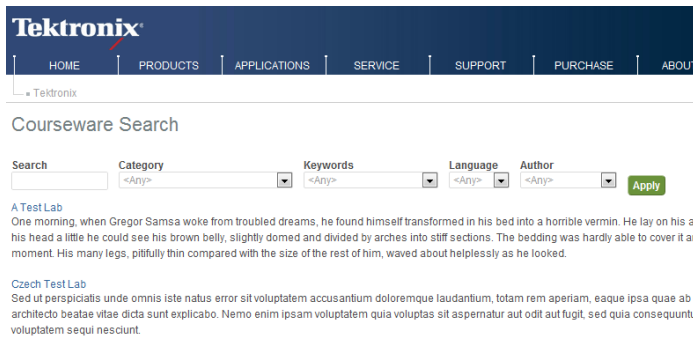 Tektronix
HOME PRODUCTS APPLICATIONS SERVICE SUPPORT PURCHASE ABOUT
Tektronix
Courseware Search
Search Category Keywords Language Author
<Any> <Any> <Any> <Any> Apply
A Test Lab
One morning, when Gregor Samsa woke from troubled dreams, he found himself transformed in his bed into a horrible vermin. He lay on his a
his head a little he could see his brown belly, slightly domed and divided by arches into stiff sections. The bedding was hardly able to cover it a
moment. His many legs, pitifully thin compared with the size of the rest of him, waved about helplessly as he looked.
Czech Test Lab
Sed ut perspiciatis unde omnis iste natus error sit voluptatem accusantium doloremque laudantium, totam rem aperiam, eaque ipsa quae ab
architecto beatae vitae dicta sunt explicabo. Nemo enim ipsam voluptatem quia voluptas sit aspernatur aut odit aut fugit, sed quia consequuntu
voluptatem sequi nesciunt.